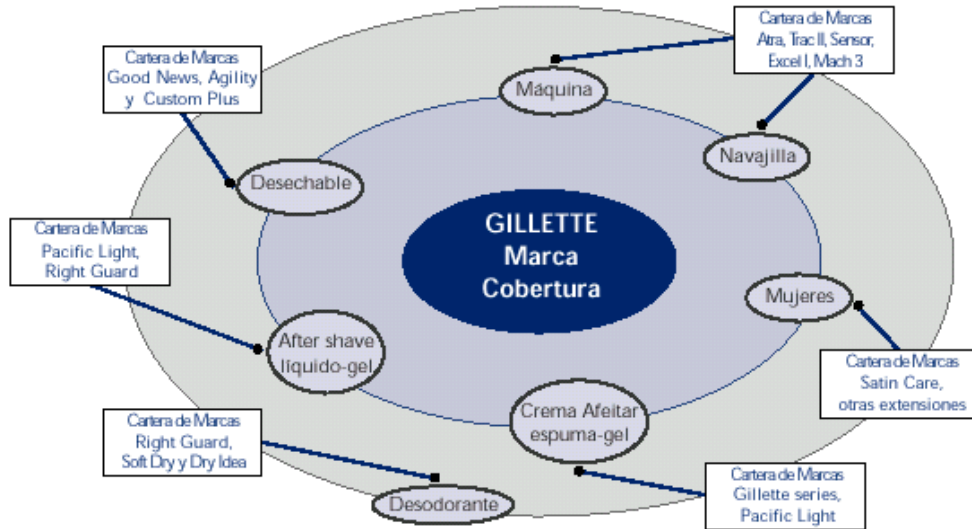 Cartera de Marcas
Atra, Trac II, Sensor,
Excel I, Mach 3
Cartera de Marcas
Good News, Agility
y Custom Plus
Máquina
Navajilla
Desechable
Cartera de Marcas
Pacific Light,
Right Guard
GILLETTE
Marca
Cobertura
Mujeres
After shave
líquido-gel
Cartera de Marcas
Satin Care,
otras extensiones
Crema Afeitar
espuma-gel
Cartera de Marcas
Right Guard,
Soft Dry y Dry Idea
Desodorante
Cartera de Marcas
Gillette series,
Pacific Light